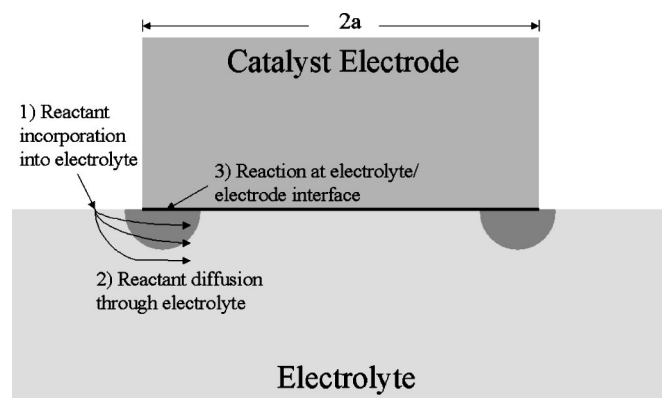 2a
Catalyst Electrode
1) Reactant
incorporation
into electrolyte
3) Reaction at electrolyte/
electrode interface
2) Reactant diffusion
through electrolyte
Electrolyte